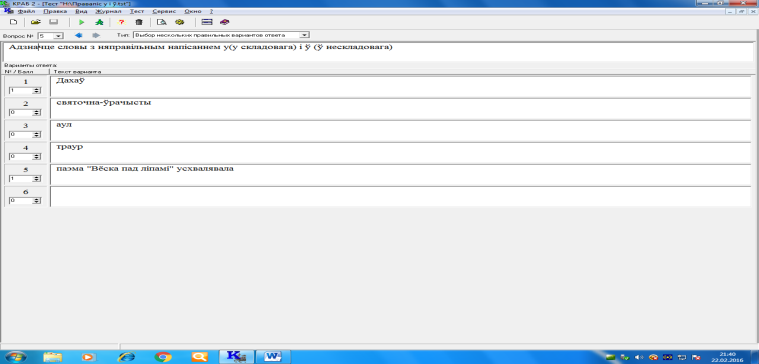 КРАБ 2 - [Тест "H:\Правапіс у і ў.tst"]
Файл Правка Вид Журнал Тест Сервис Окно ?
Вопрос № 5 Тип: Выбор нескольких правильных вариантов ответа
Адзначце словы з няправільным напісаннем у(у складовага) і ў (ў нескладовага)
Варианты ответа:
№ / Балл Текст варианта
1 Дахаў
1
2 святочна-ўрачысты
0
3 аул
0
4 траур
0
5 паэма "Вёска пад ліпамі" усхвалявала
1
6
0
21:40
22.02.2016